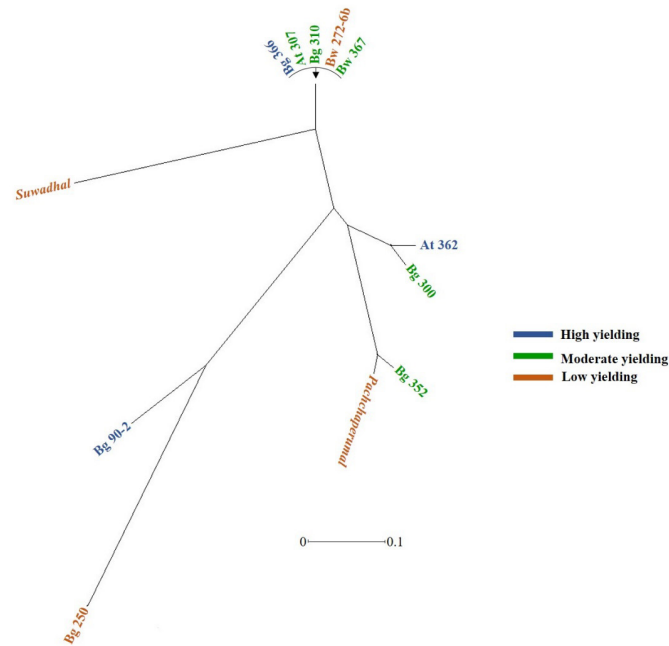 Bg 366
At 307
Bg 310
Bw 272-6b
Bw 367
Suwadhal
At 362
Bg 300
High yielding
Moderate yielding
Low yielding
Bg 352
Pachchaperumal
Bg 90-2
0
0.1
Bg 250